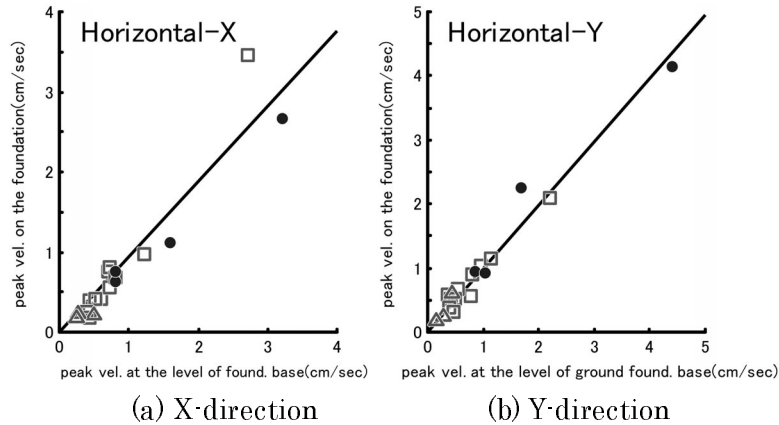 Horizontal-X
peak vel. on the foundation(cm/sec)
4
3
2
1
0
0 1 2 3 4
peak vel. at the level of found. base(cm/sec)
(a) X-direction
Horizontal-Y
peak vel. on the foundation(cm/sec)
5
4
3
2
1
0
0 1 2 3 4 5
peak vel. at the level of ground found. base(cm/sec)
(b) Y-direction